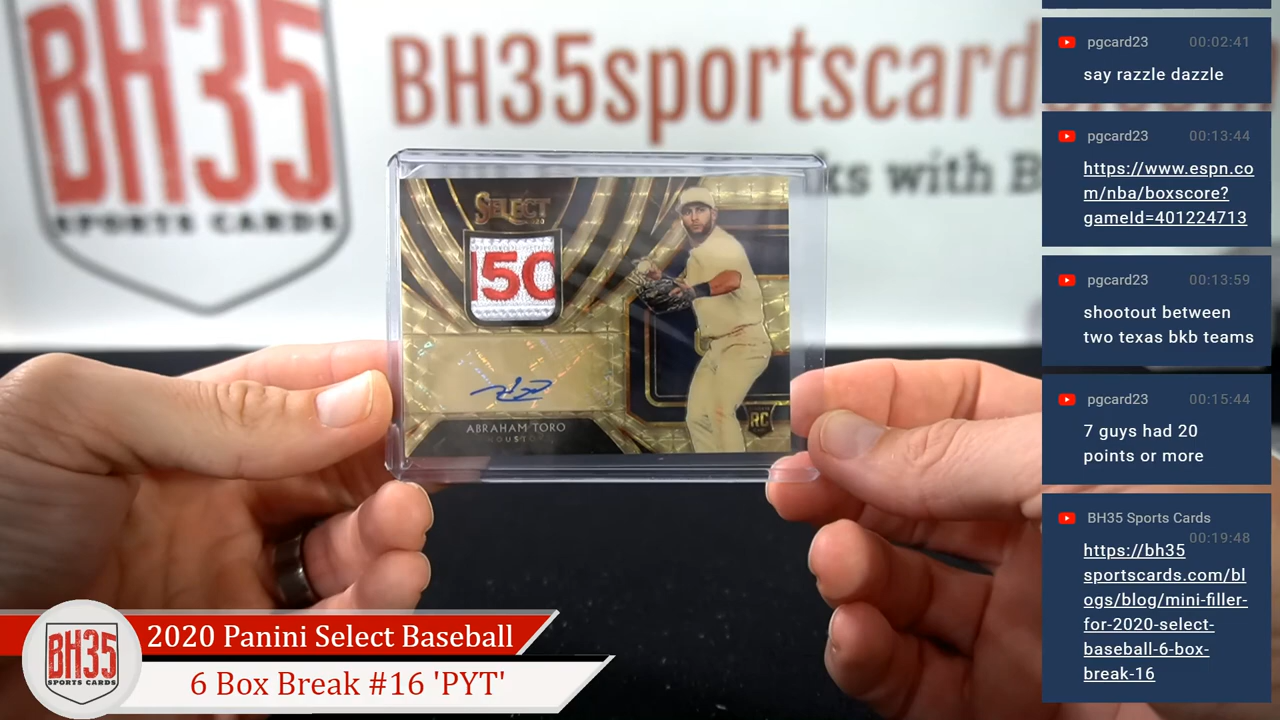 BH35
SPORTS CARDS
BH35sportscard
ks with B
SELECT
150
ABRAHAM TORO
HOUSTON
RC
BH35
SPORTS CARDS
2020 Panini Select Baseball
6 Box Break #16 'PYT'
pgcard23 00:02:41
say razzle dazzle
pgcard23 00:13:44
https://www.espn.co
m/nba/boxscore?
gameId=401224713
pgcard23 00:13:59
shootout between
two texas bkb teams
pgcard23 00:15:44
7 guys had 20
points or more
BH35 Sports Cards
00:19:48
https://bh35
sportscards.com/bl
ogs/blog/mini-filler-
for-2020-select-
baseball-6-box-
break-16